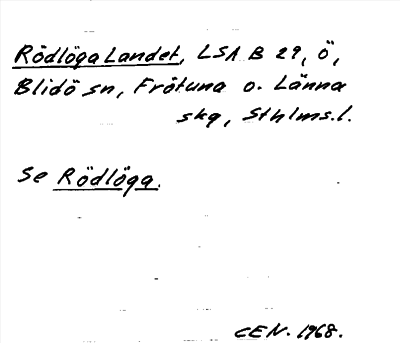 Rödlöga Landet, LSA B 29, Ö,
Blidö sn, Frötuna o. Länna
skg, Sthlms.l.
Se Rödlöga.
CEN. 1968.